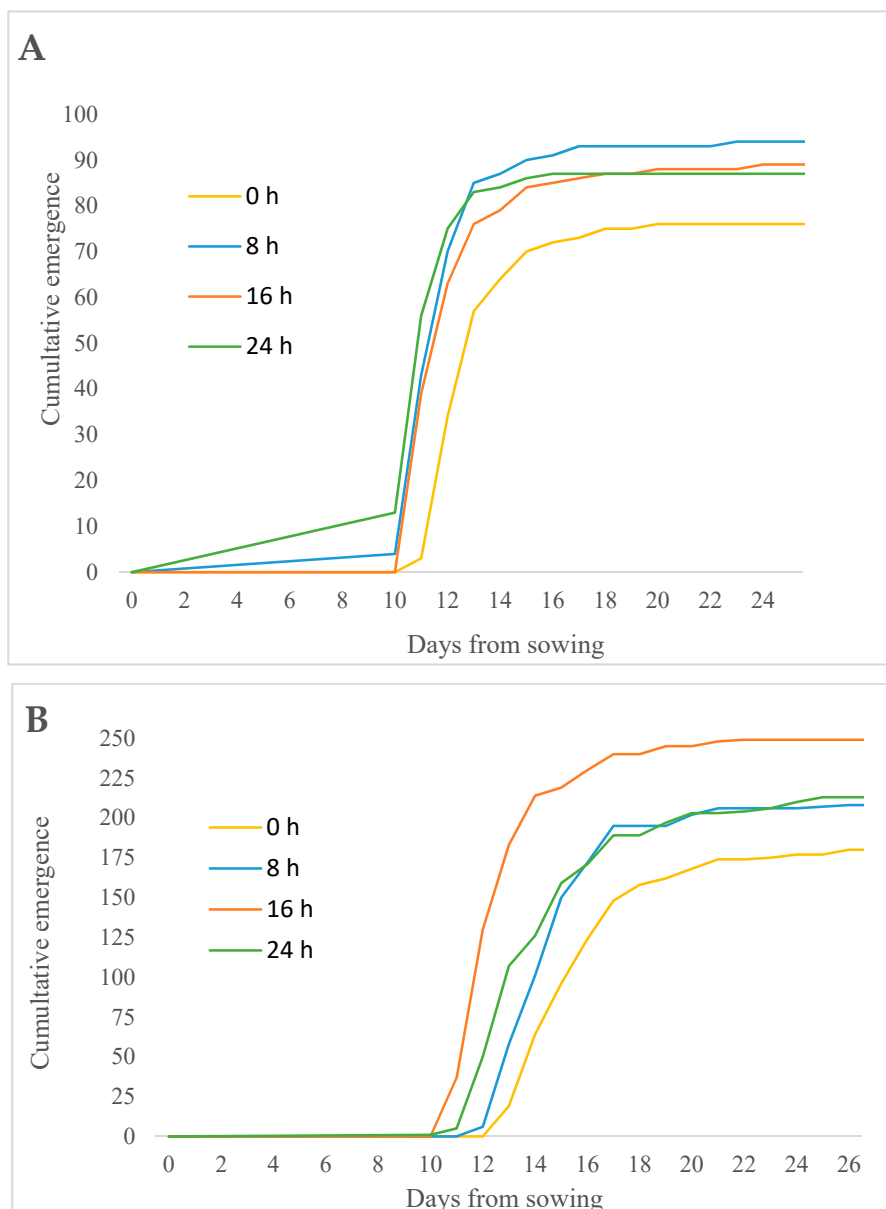 A
100
90
80
70
60
50
40
30
20
10
0
Cumultative emergence
0 h
8 h
16 h
24 h
0 2 4 6 8 10 12 14 16 18 20 22 24
Days from sowing
B
250
225
200
175
150
125
100
75
50
25
0
Cumultative emergence
0 h
8 h
16 h
24 h
0 2 4 6 8 10 12 14 16 18 20 22 24 26
Days from sowing